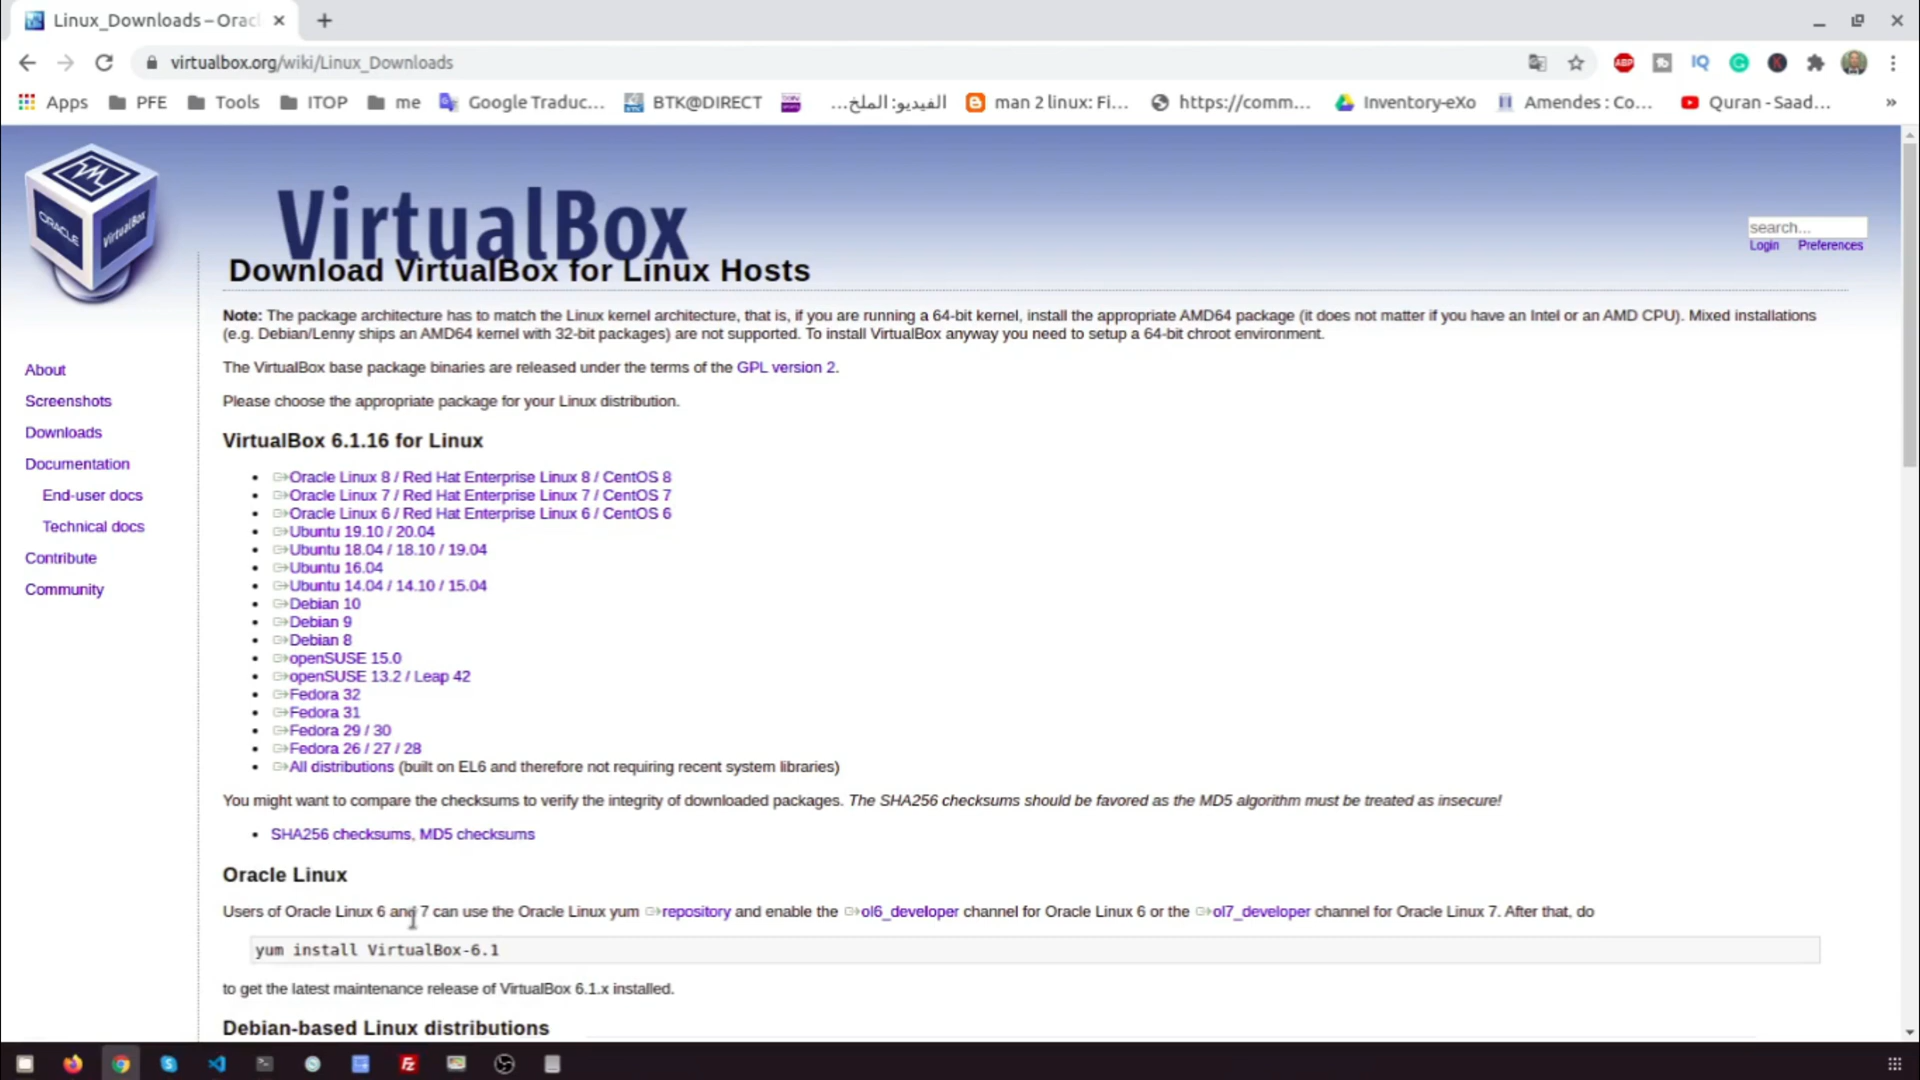 Linux_Downloads – Orac
virtualbox.org/wiki/Linux_Downloads
ABP
IQ
Apps
PFE
Tools
ITOP
me
Google Traduc...
BTK@DIRECT
الفيديو: الملخ...
man 2 linux: Fi...
https://comm...
Inventory-eXo
Amendes : Co...
Quran - Saad...
»
ORACLE
VirtualBox
VirtualBox
search...
Login Preferences
Download VirtualBox for Linux Hosts
Note: The package architecture has to match the Linux kernel architecture, that is, if you are running a 64-bit kernel, install the appropriate AMD64 package (it does not matter if you have an Intel or an AMD CPU). Mixed installations
(e.g. Debian/Lenny ships an AMD64 kernel with 32-bit packages) are not supported. To install VirtualBox anyway you need to setup a 64-bit chroot environment.
The VirtualBox base package binaries are released under the terms of the GPL version 2.
Please choose the appropriate package for your Linux distribution.
About
Screenshots
Downloads
Documentation
End-user docs
Technical docs
Contribute
Community
VirtualBox 6.1.16 for Linux
• Oracle Linux 8 / Red Hat Enterprise Linux 8 / CentOS 8
• Oracle Linux 7 / Red Hat Enterprise Linux 7 / CentOS 7
• Oracle Linux 6 / Red Hat Enterprise Linux 6 / CentOS 6
• Ubuntu 19.10 / 20.04
• Ubuntu 18.04 / 18.10 / 19.04
• Ubuntu 16.04
• Ubuntu 14.04 / 14.10 / 15.04
• Debian 10
• Debian 9
• Debian 8
• openSUSE 15.0
• openSUSE 13.2 / Leap 42
• Fedora 32
• Fedora 31
• Fedora 29 / 30
• Fedora 26 / 27 / 28
• All distributions (built on EL6 and therefore not requiring recent system libraries)
You might want to compare the checksums to verify the integrity of downloaded packages. The SHA256 checksums should be favored as the MD5 algorithm must be treated as insecure!
• SHA256 checksums, MD5 checksums
Oracle Linux
Users of Oracle Linux 6 and 7 can use the Oracle Linux yum repository and enable the ol6_developer channel for Oracle Linux 6 or the ol7_developer channel for Oracle Linux 7. After that, do
yum install VirtualBox-6.1
to get the latest maintenance release of VirtualBox 6.1.x installed.
Debian-based Linux distributions
Fz